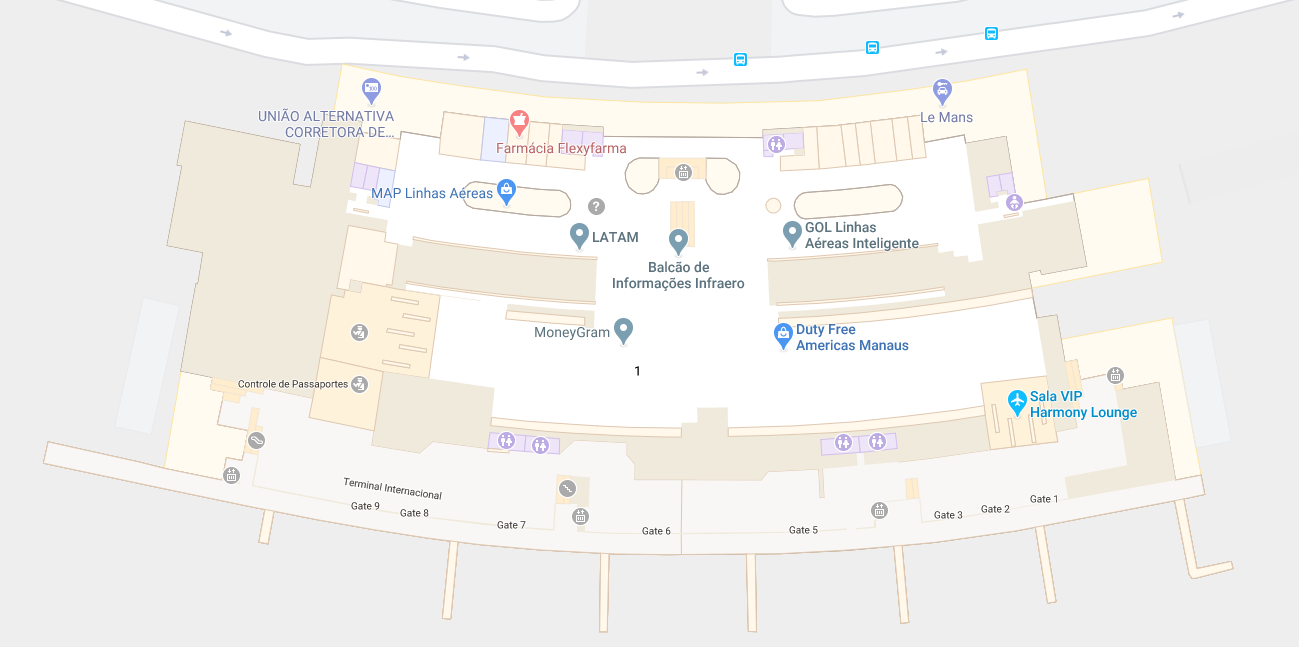 UNIÃO ALTERNATIVA
CORRETORA DE...
Le Mans
Farmácia Flexyfarma
MAP Linhas Aéreas
?
LATAM
GOL Linhas
Aéreas Inteligente
Balcão de
Informações Infraero
MoneyGram
Duty Free
Americas Manaus
1
Controle de Passaportes
Sala VIP
Harmony Lounge
Terminal Internacional
Gate 9
Gate 8
Gate 7
Gate 6
Gate 5
Gate 3
Gate 2
Gate 1